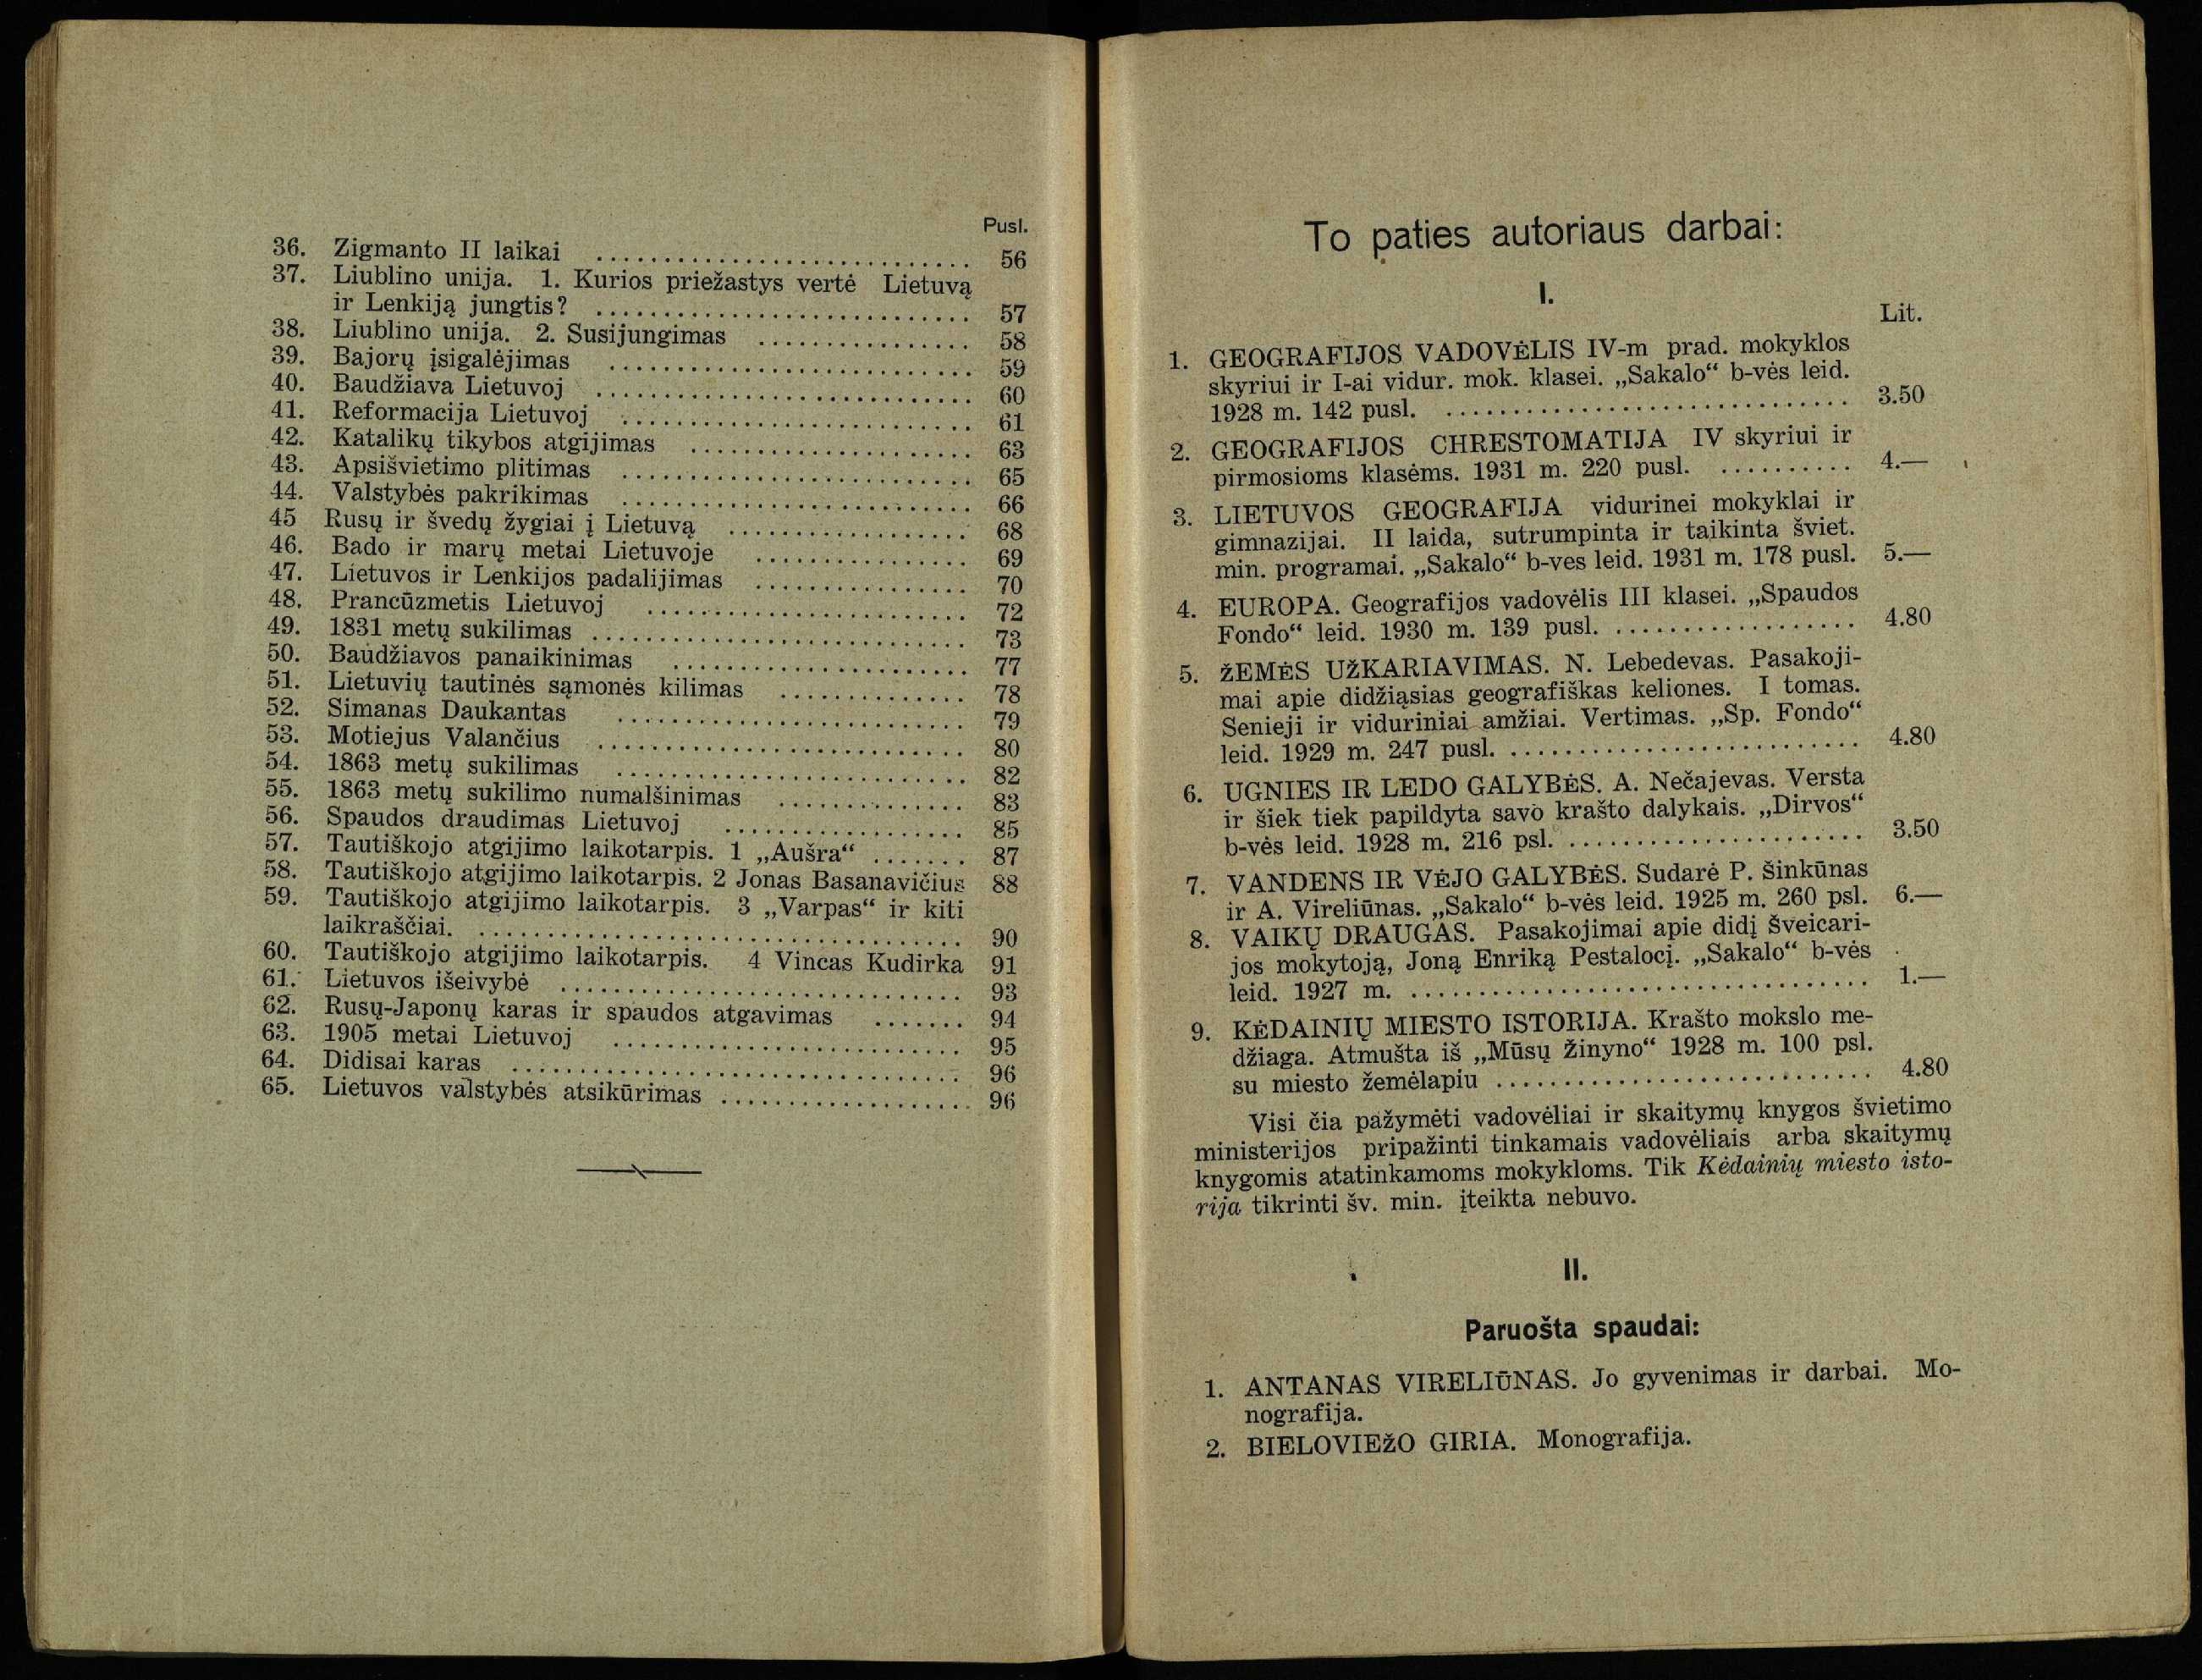 Pusl.
36. Zigmanto II laikai .............................. 56
37. Liublino unija. 1. Kurios priežastys vertė Lietuvą
ir Lenkiją jungtis? .............................. 57
38. Liublino unija. 2. Susijungimas ................ 58
39. Bajorų įsigalėjimas ........................... 59
40. Baudžiava Lietuvoj ............................ 60
41. Reformacija Lietuvoj .......................... 61
42. Katalikų tikybos atgijimas ..................... 63
43. Apsišvietimo plitimas .......................... 65
44. Valstybės pakrikimas .......................... 66
45 Rusų ir švedų žygiai į Lietuvą .................. 68
46. Bado ir marų metai Lietuvoje ................ 69
47. Lietuvos ir Lenkijos padalijimas ................ 70
48. Prancūzmetis Lietuvoj ........................ 72
49. 1831 metų sukilimas ............................ 73
50. Baudžiavos panaikinimas ...................... 77
51. Lietuvių tautinės sąmonės kilimas .............. 78
52. Simanas Daukantas .......................... 79
53. Motiejus Valančius ........................... 80
54. 1863 metų sukilimas .......................... 82
55. 1863 metų sukilimo numalšinimas .............. 83
56. Spaudos draudimas Lietuvoj .................. 85
57. Tautiškojo atgijimo laikotarpis. 1 „Aušra“ ....... 87
58. Tautiškojo atgijimo laikotarpis. 2 Jonas Basanavičius 88
59. Tautiškojo atgijimo laikotarpis. 3 „Varpas“ ir kiti
laikraščiai. .................................... 90
60. Tautiškojo atgijimo laikotarpis. 4 Vincas Kudirka 91
61. Lietuvos išeivybė .............................. 93
62. Rusų-Japonų karas ir spaudos atgavimas ....... 94
63. 1905 metai Lietuvoj .......................... 95
64. Didisai karas ................................. 96
65. Lietuvos valstybės atsikūrimas ................... 96
To paties autoriaus darbai:
I.
Lit.
1. GEOGRAFIJOS VADOVĖLIS IV-m prad. mokyklos
skyriui ir I-ai vidur. mok. klasei. „Sakalo“ b-vės leid.
1928 m. 142 pusl. .............................. 3.50
2. GEOGRAFIJOS CHRESTOMATIJA IV skyriui ir
pirmosioms klasėms. 1931 m. 220 pusl. .......... 4.—
3. LIETUVOS GEOGRAFIJA vidurinei mokyklai ir
gimnazijai. II laida, sutrumpinta ir taikinta šviet.
min. programai. „Sakalo“ b-ves leid. 1931 m. 178 pusl. 5.—
4. EUROPA. Geografijos vadovėlis III klasei. „Spaudos
Fondo“ leid. 1930 m. 139 pusl. .................. 4.80
5. ŽEMĖS UŽKARIAVIMAS. N. Lebedevas. Pasakoji-
mai apie didžiąsias geografiškas keliones. I tomas.
Senieji ir viduriniai amžiai. Vertimas. „Sp. Fondo“
leid. 1929 m. 247 pusl. .......................... 4.80
6. UGNIES IR LEDO GALYBĖS. A. Nečajevas. Versta
ir šiek tiek papildyta savo krašto dalykais. „Dirvos“
b-vės leid. 1928 m. 216 psl. ...................... 3.50
7. VANDENS IR VĖJO GALYBĖS. Sudarė P. Šinkūnas
ir A. Vireliūnas. „Sakalo“ b-vės leid. 1925 m. 260 psl. 6.—
8. VAIKŲ DRAUGAS. Pasakojimai apie didį Šveicari-
jos mokytoją, Joną Enriką Pestalocį. „Sakalo“ b-vės
leid. 1927 m. .................................. 1.—
9. KĖDAINIŲ MIESTO ISTORIJA. Krašto mokslo me-
džiaga. Atmušta iš „Mūsų Žinyno“ 1928 m. 100 psl.
su miesto žemėlapiu ............................ 4.80
Visi čia pažymėti vadovėliai ir skaitymų knygos švietimo
ministerijos pripažinti tinkamais vadovėliais arba skaitymų
knygomis atatinkamoms mokykloms. Tik Kėdainių miesto isto-
rija tikrinti šv. min. įteikta nebuvo.
II.
Paruošta spaudai:
1. ANTANAS VIRELIŪNAS. Jo gyvenimas ir darbai. Mo-
nografija.
2. BIELOVIEŽO GIRIA. Monografija.